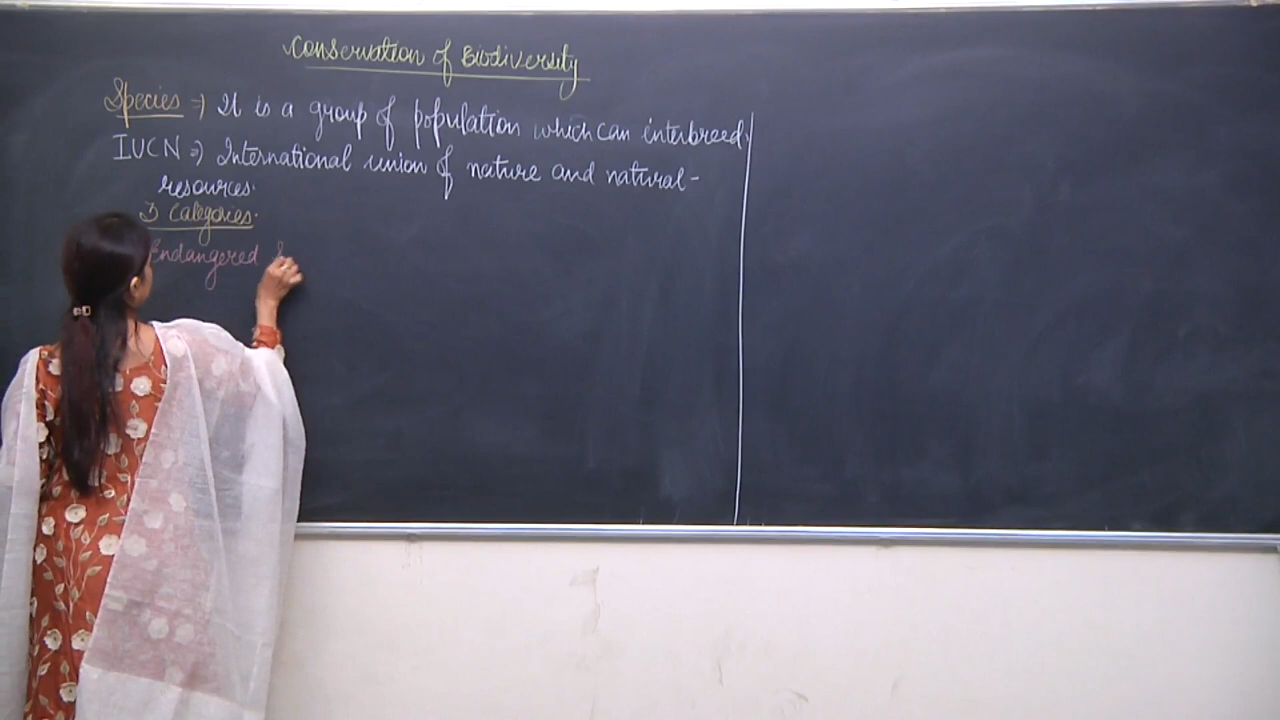 Conservation of Biodiversity
Species => It is a group of population which can interbreed.
IUCN => International union of nature and natural-
resources.
3 Categories.
Endangered